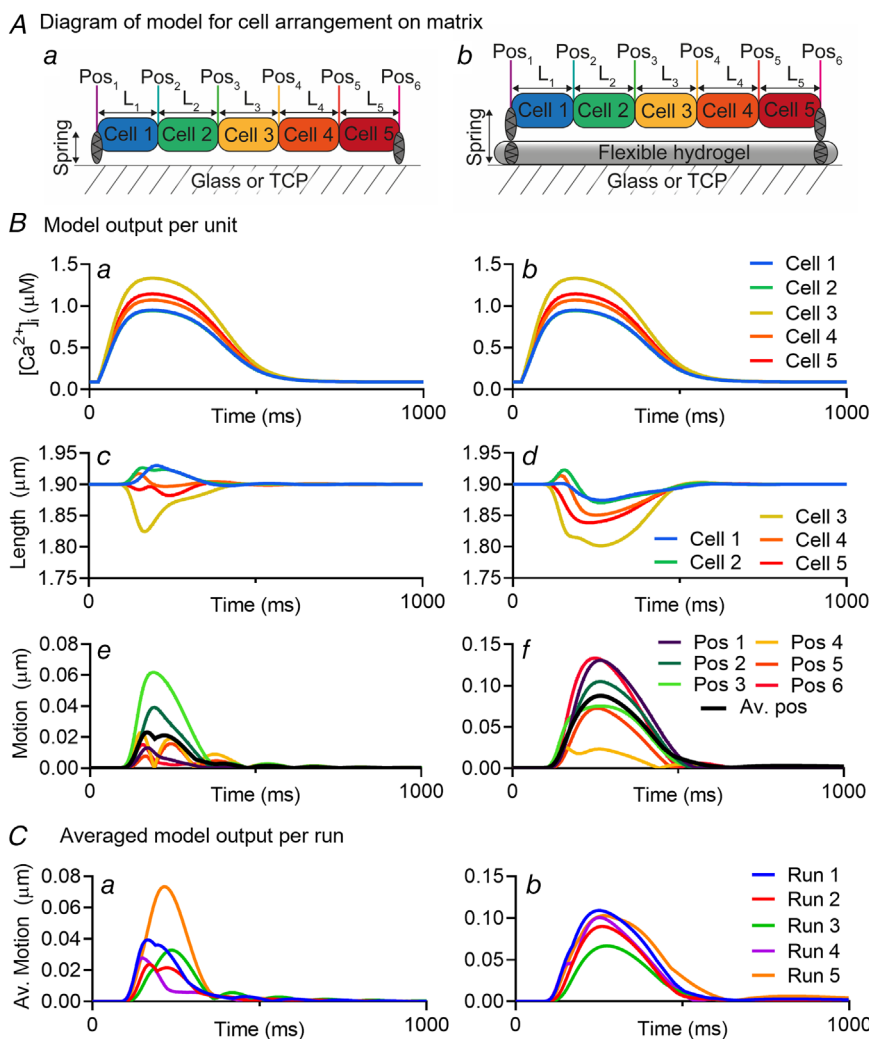 A Diagram of model for cell arrangement on matrix
a
Pos1 Pos2 Pos3 Pos4 Pos5 Pos6
L1 L2 L3 L4 L5
Cell 1 Cell 2 Cell 3 Cell 4 Cell 5
Spring
Glass or TCP
b
Pos1 Pos2 Pos3 Pos4 Pos5 Pos6
L1 L2 L3 L4 L5
Cell 1 Cell 2 Cell 3 Cell 4 Cell 5
Spring
Flexible hydrogel
Glass or TCP
B Model output per unit
a
[Ca2+]i (μM)
1.5
1.0
0.5
0.0
0 1000
Time (ms)
b
1.5
1.0
0.5
0.0
0 1000
Time (ms)
Cell 1
Cell 2
Cell 3
Cell 4
Cell 5
c
Length (μm)
1.95
1.90
1.85
1.80
1.75
0 1000
Time (ms)
d
1.95
1.90
1.85
1.80
1.75
0 1000
Time (ms)
Cell 1
Cell 2
Cell 3
Cell 4
Cell 5
e
Motion (μm)
0.08
0.06
0.04
0.02
0.00
0 1000
Time (ms)
f
0.15
0.10
0.05
0.00
0 1000
Time (ms)
Pos 1 Pos 4
Pos 2 Pos 5
Pos 3 Pos 6
Av. pos
C Averaged model output per run
a
Av. Motion (μm)
0.08
0.06
0.04
0.02
0.00
0 1000
Time (ms)
b
0.15
0.10
0.05
0.00
0 1000
Time (ms)
Run 1
Run 2
Run 3
Run 4
Run 5